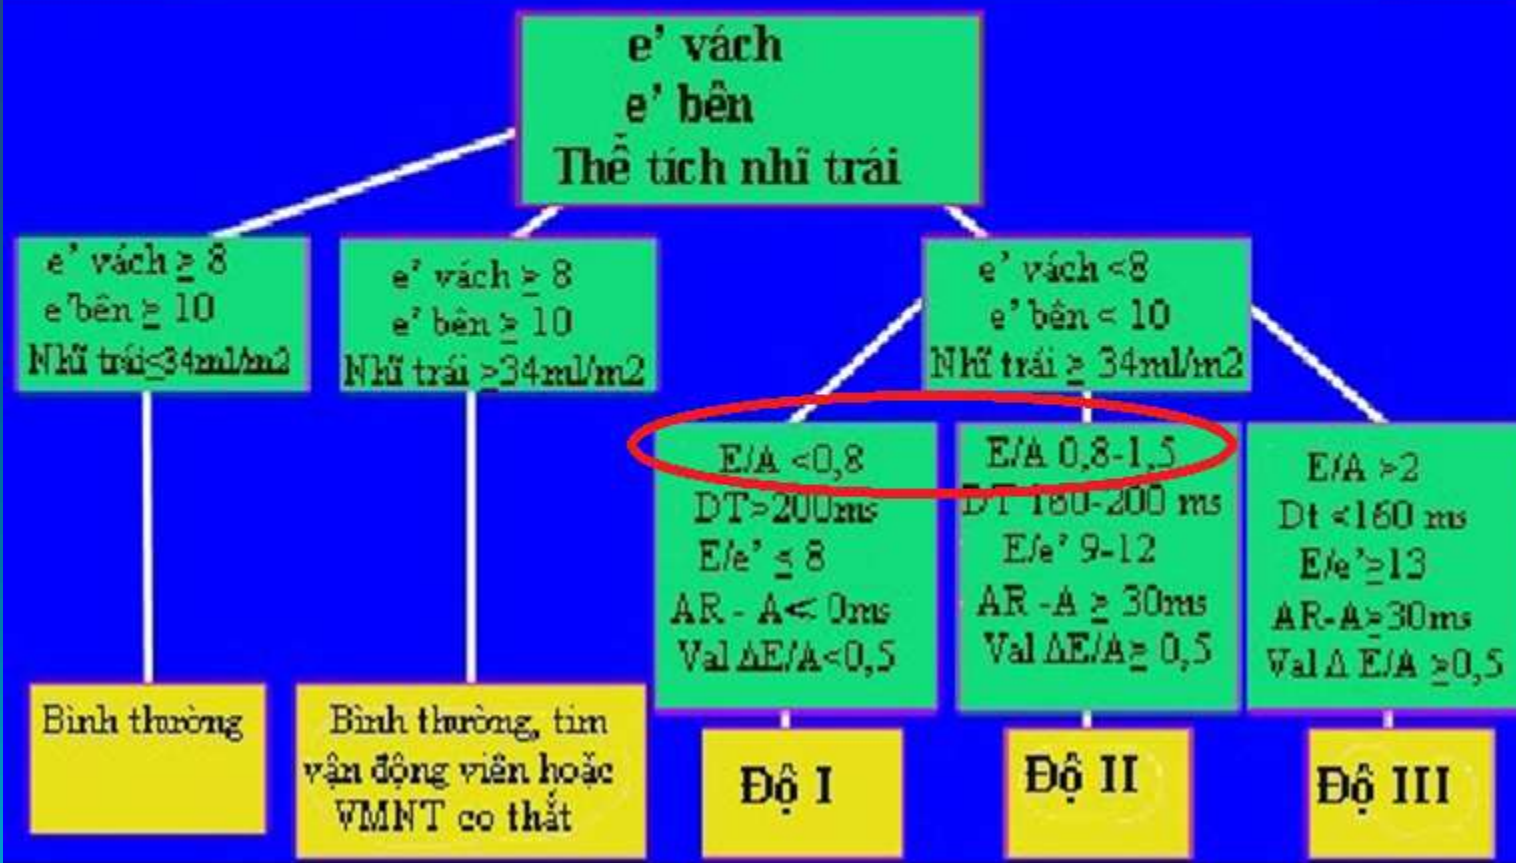 e’ vách
e’ bên
Thể tích nhĩ trái
e’ vách ≥ 8
e’bên ≥ 10
Nhĩ trái≤34ml/m2
e’ vách ≥ 8
e’ bên ≥ 10
Nhĩ trái ≥34ml/m2
e’ vách <8
e’ bên < 10
Nhĩ trái ≥ 34ml/m2
E/A <0,8
DT>200ms
E/e’ ≤ 8
AR - A< 0ms
Val ΔE/A<0,5
E/A 0,8-1,5
DT 160-200 ms
E/e’ 9-12
AR -A ≥ 30ms
Val ΔE/A≥ 0,5
E/A >2
Dt <160 ms
E/e’≥13
AR-A≥30ms
Val Δ E/A ≥0,5
Bình thường
Bình thường, tim
vận động viên hoặc
VMNT co thắt
Độ I
Độ II
Độ III